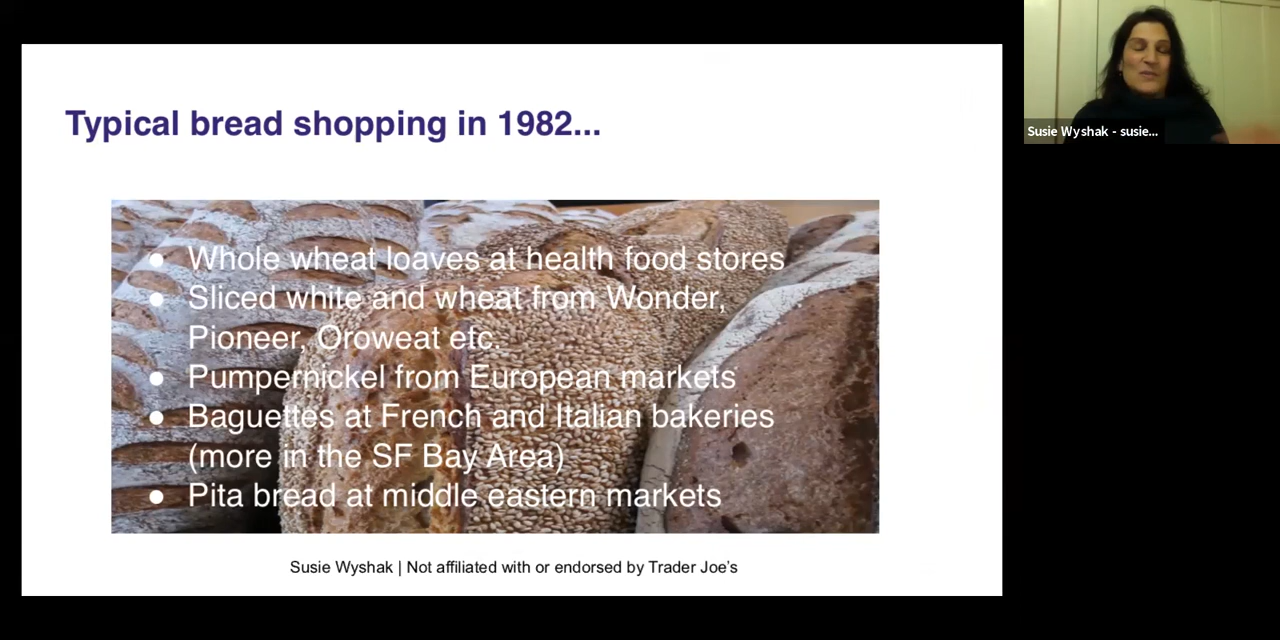 Typical bread shopping in 1982...
● Whole wheat loaves at health food stores
● Sliced white and wheat from Wonder,
Pioneer, Oroweat etc.
● Pumpernickel from European markets
● Baguettes at French and Italian bakeries
(more in the SF Bay Area)
● Pita bread at middle eastern markets
Susie Wyshak | Not affiliated with or endorsed by Trader Joe's
Susie Wyshak - susie...